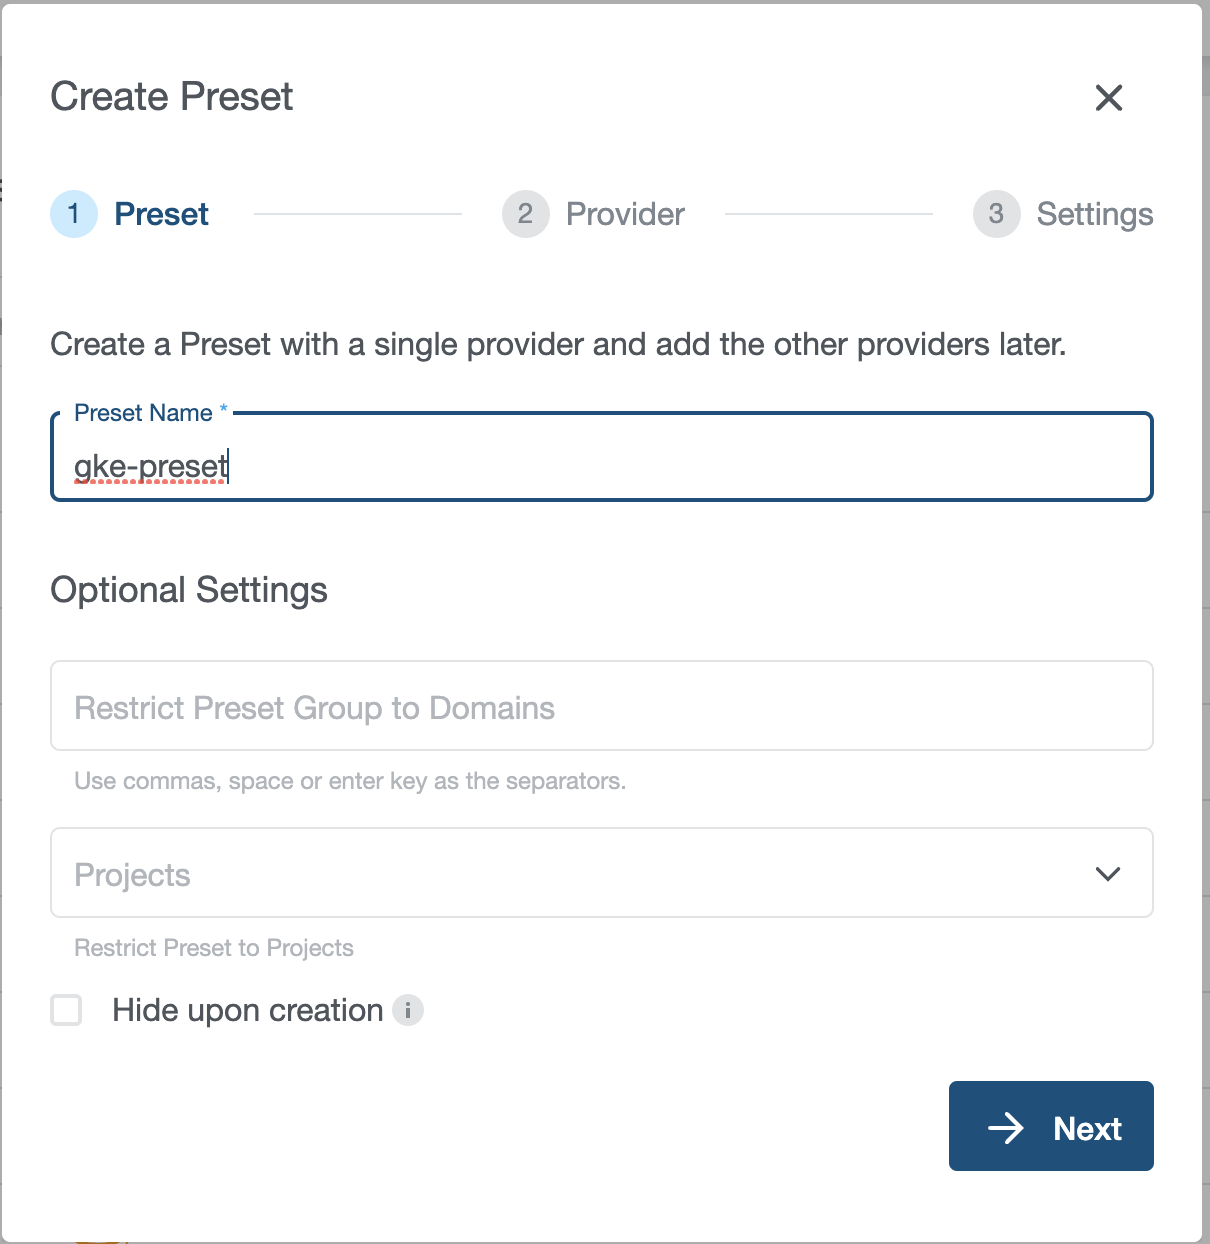 Create Preset
1 Preset 2 Provider 3 Settings
Create a Preset with a single provider and add the other providers later.
Preset Name *
gke-preset
Optional Settings
Restrict Preset Group to Domains
Use commas, space or enter key as the separators.
Projects
Restrict Preset to Projects
Hide upon creation i
Next